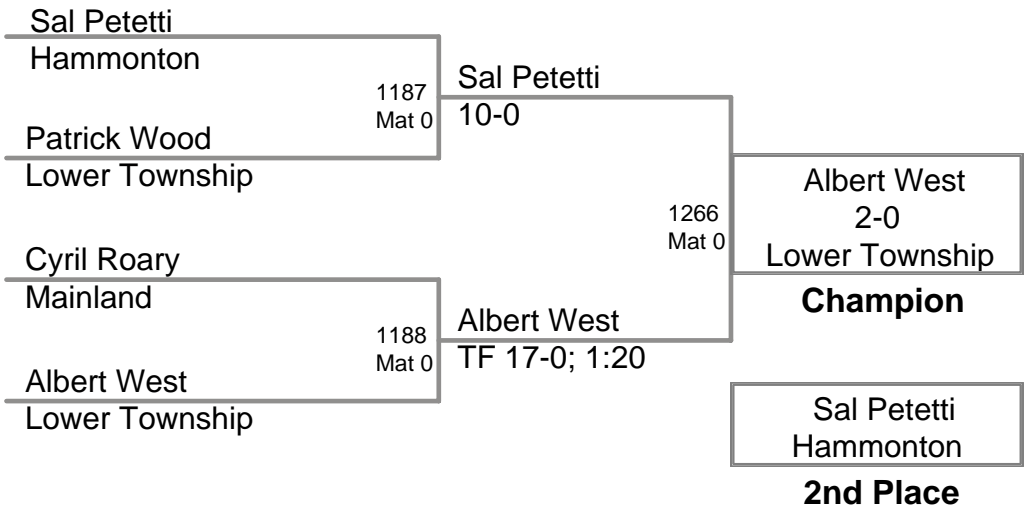 Sal Petetti
Hammonton
1187
Mat 0
Patrick Wood
Lower Township
Sal Petetti
10-0
Cyril Roary
Mainland
1188
Mat 0
Albert West
Lower Township
Albert West
TF 17-0; 1:20
1266
Mat 0
Albert West
2-0
Lower Township
Champion
Sal Petetti
Hammonton
2nd Place